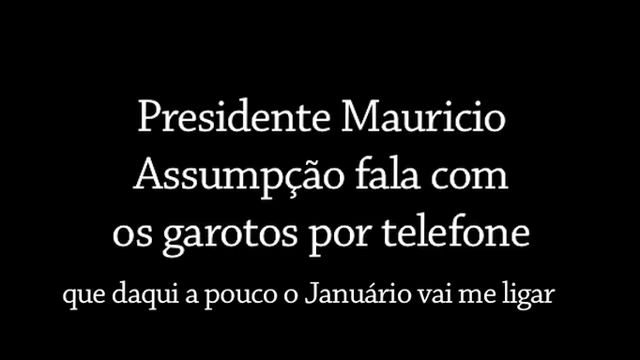 Presidente Mauricio
Assumpção fala com
os garotos por telefone
que daqui a pouco o Januário vai me ligar